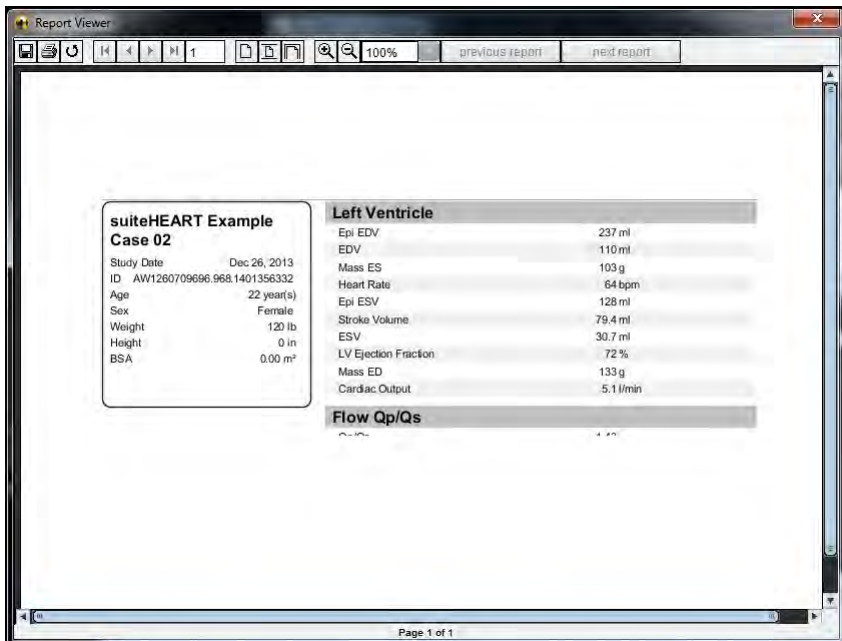 Report Viewer
1
100%
previous report
next report
suiteHEART Example
Case 02
Study Date Dec 26, 2013
ID AW1260709696.968.1401356332
Age 22 year(s)
Sex Female
Weight 120 lb
Height 0 in
BSA 0.00 m²
Left Ventricle
Epi EDV 237 ml
EDV 110 ml
Mass ES 103 g
Heart Rate 64 bpm
Epi ESV 128 ml
Stroke Volume 79.4 ml
ESV 30.7 ml
LV Ejection Fraction 72 %
Mass ED 133 g
Cardiac Output 5.1 l/min
Flow Qp/Qs
Page 1 of 1